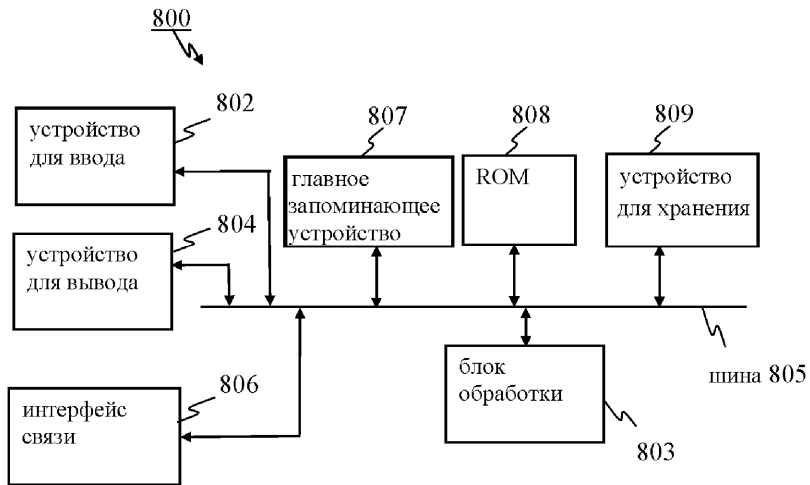 800
802
устройство
для ввода
804
устройство
для вывода
806
интерфейс
связи
807
главное
запоминающее
устройство
808
ROM
809
устройство
для хранения
шина 805
блок
обработки
803